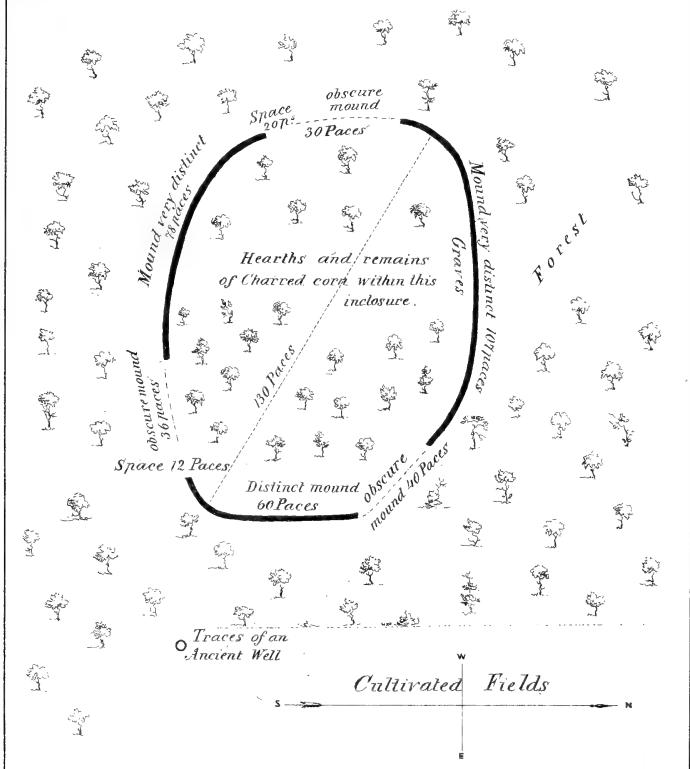 obscure
mound
Space
20 p.s
30 Paces
Mound very distinct
78 paces
Mound very distinct 107 paces
Graves
Forest
Hearths and remains
of Charred corn within this
inclosure.
130 Paces
obscure mound
36 paces
Space 12 Paces
Distinct mound
60 Paces
obscure
mound 40 Paces
Traces of an
Ancient Well
W
Cultivated Fields
S
N
E